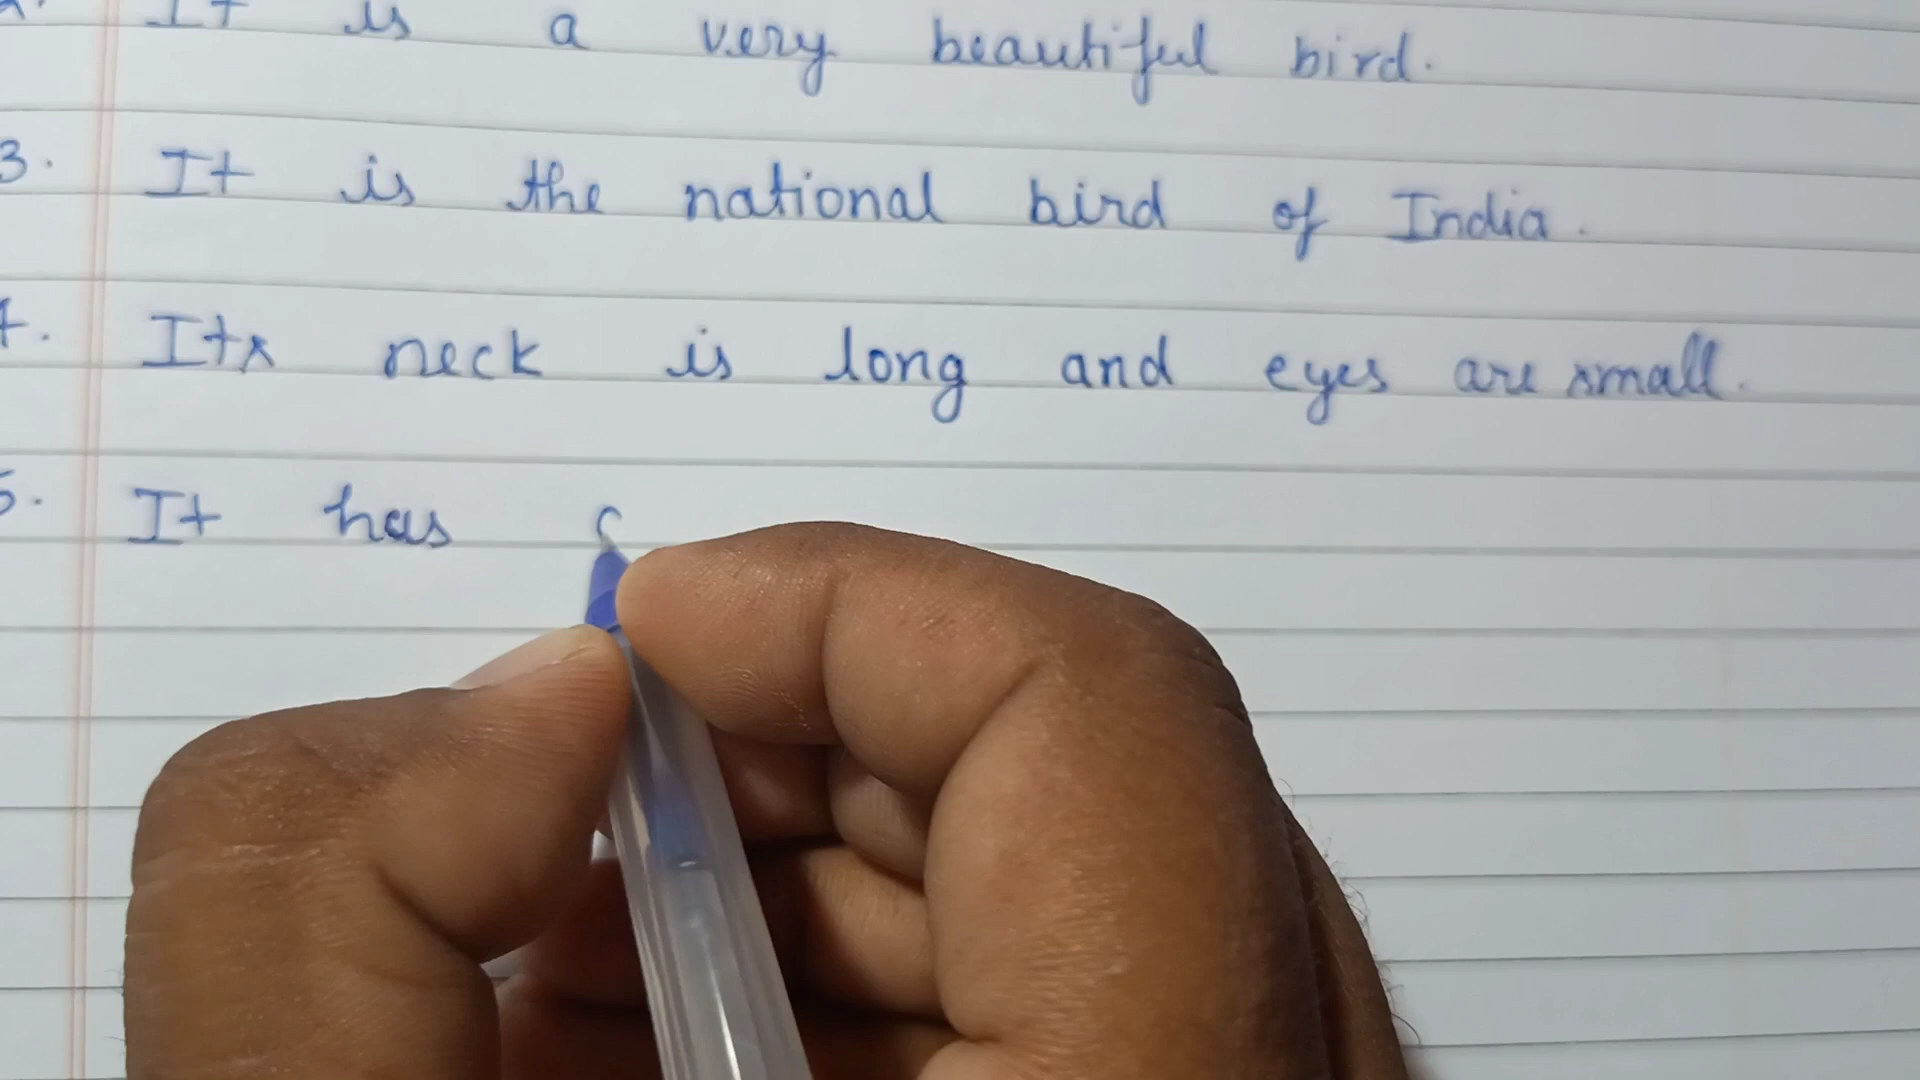 2. It is a very beautiful bird.
3. It is the national bird of India.
4. Its neck is long and eyes are small.
5. It has